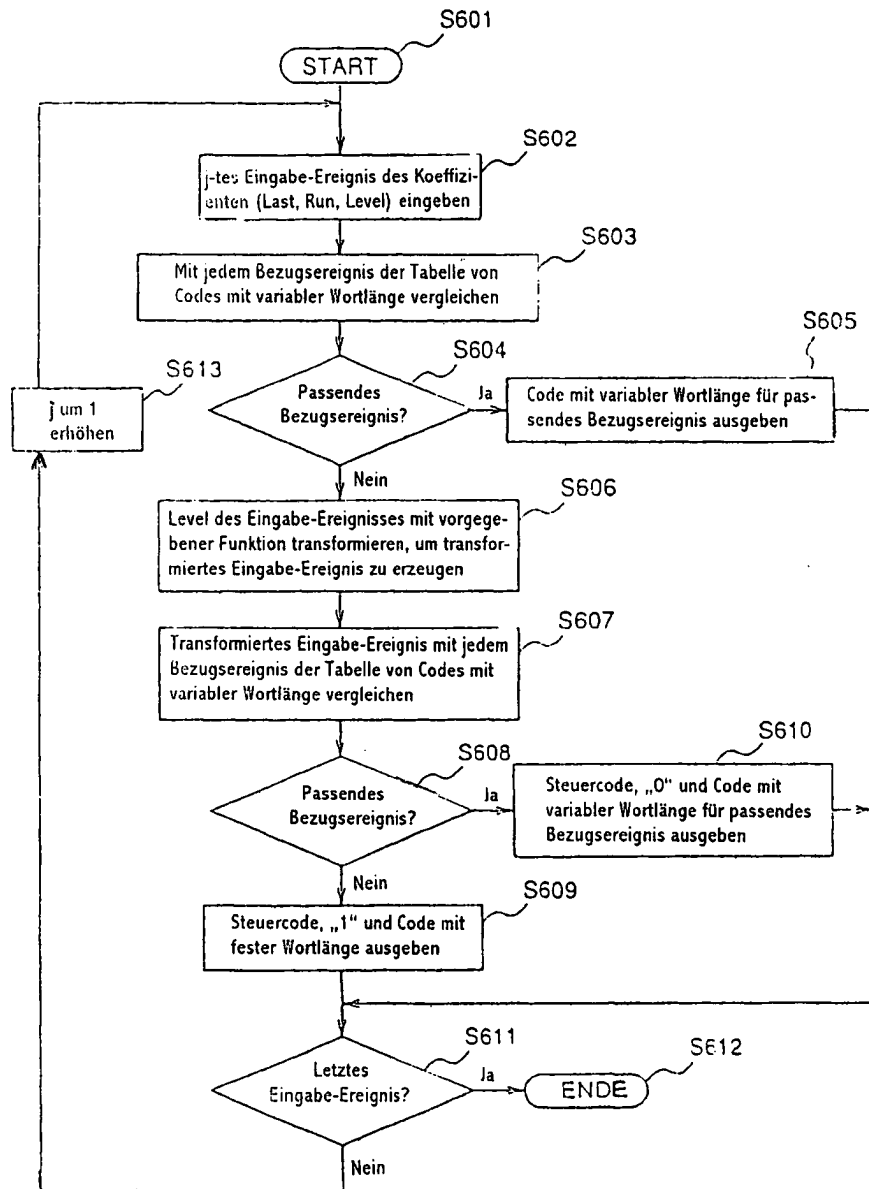 S601
START
S602
j-tes Eingabe-Ereignis des Koeffizi-
enten (Last, Run, Level) eingeben
S603
Mit jedem Bezugsereignis der Tabelle von
Codes mit variabler Wortlänge vergleichen
S604
Passendes
Bezugsereignis?
Ja
S605
Code mit variabler Wortlänge für pas-
sendes Bezugsereignis ausgeben
S613
j um 1
erhöhen
Nein
S606
Level des Eingabe-Ereignisses mit vorgege-
bener Funktion transformieren, um transfor-
miertes Eingabe-Ereignis zu erzeugen
S607
Transformiertes Eingabe-Ereignis mit jedem
Bezugsereignis der Tabelle von Codes mit
variabler Wortlänge vergleichen
S608
Passendes
Bezugsereignis?
Ja
S610
Steuercode, „0“ und Code mit
variabler Wortlänge für passendes
Bezugsereignis ausgeben
Nein
S609
Steuercode, „1“ und Code mit
fester Wortlänge ausgeben
S611
Letztes
Eingabe-Ereignis?
Ja
S612
ENDE
Nein